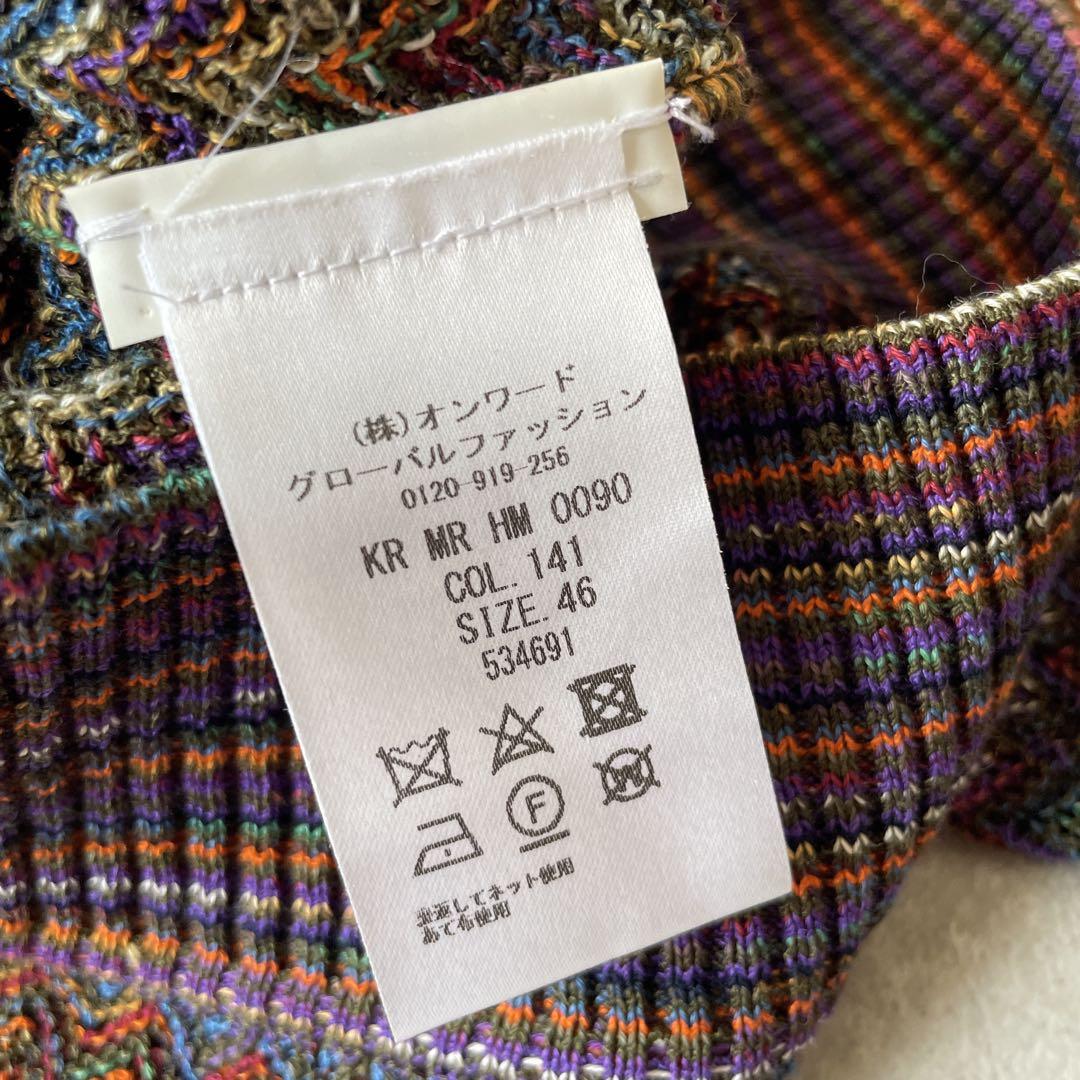 (株)オンワード
グローバルファッション
0120-919-256
KR MR HM 0090
COL. 141
SIZE. 46
534691
F
W
裏返してネット使用
あて布使用